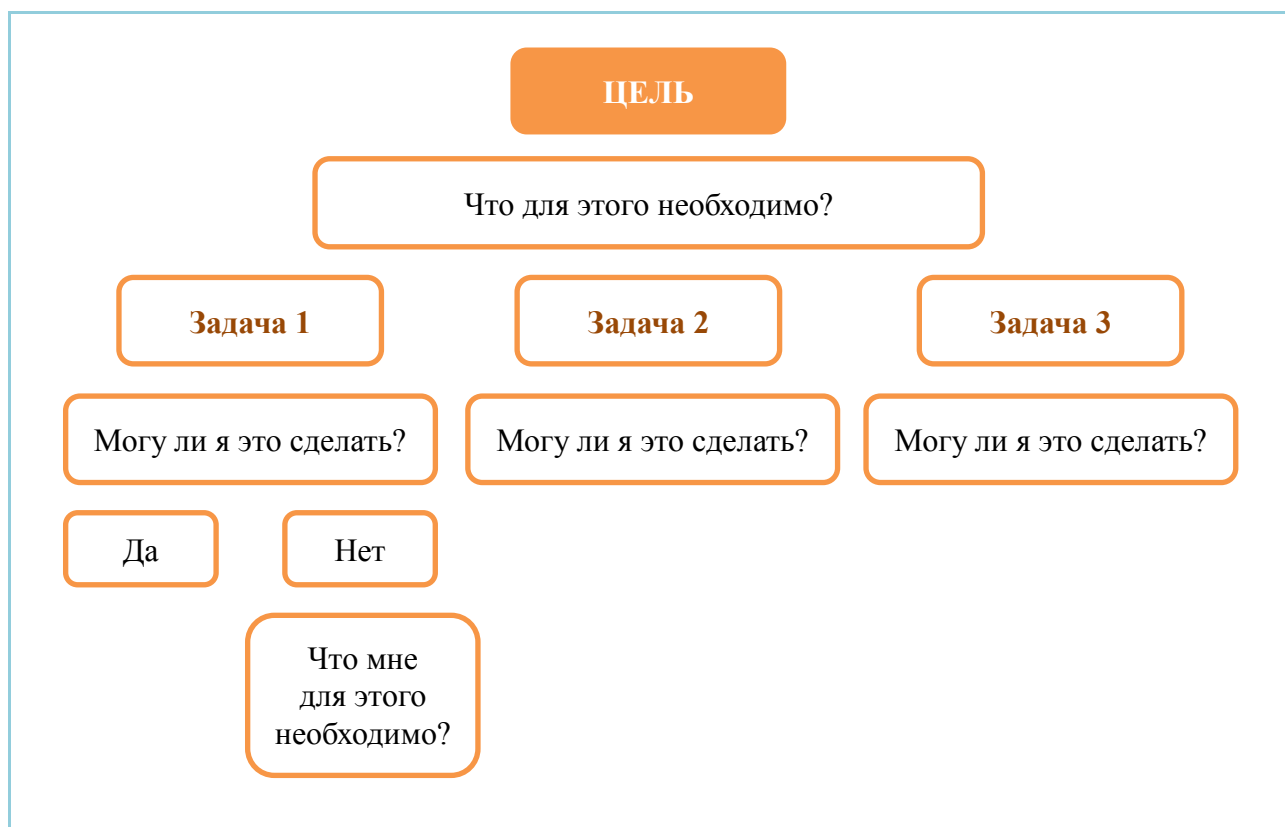 ЦЕЛЬ
Что для этого необходимо?
Задача 1
Задача 2
Задача 3
Могу ли я это сделать?
Могу ли я это сделать?
Могу ли я это сделать?
Да
Нет
Что мне
для этого
необходимо?